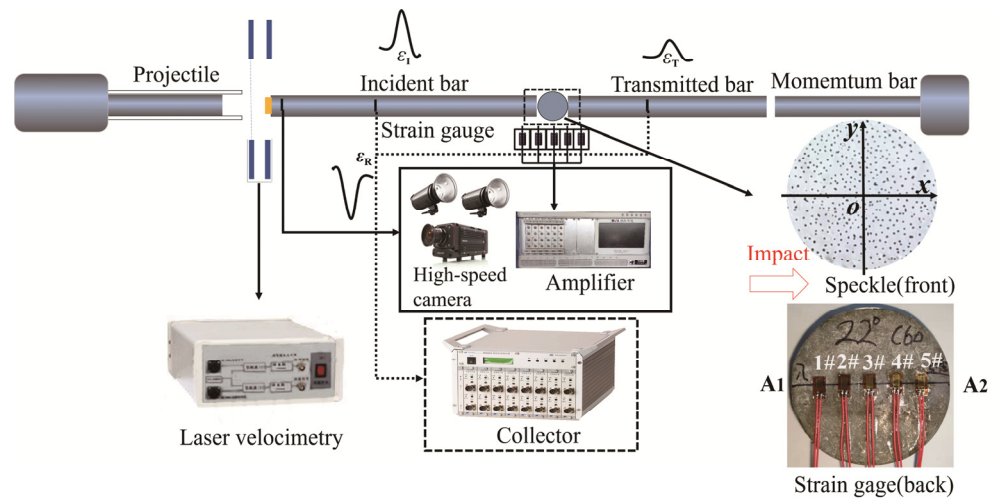 Projectile
εI
Incident bar
Strain gauge
εT
Transmitted bar
Momemtum bar
εR
High-speed
camera
Amplifier
y
x
o
Impact
Speckle(front)
22° C60
1# 2# 3# 4# 5#
A1
A2
Strain gage(back)
Laser velocimetry
Collector